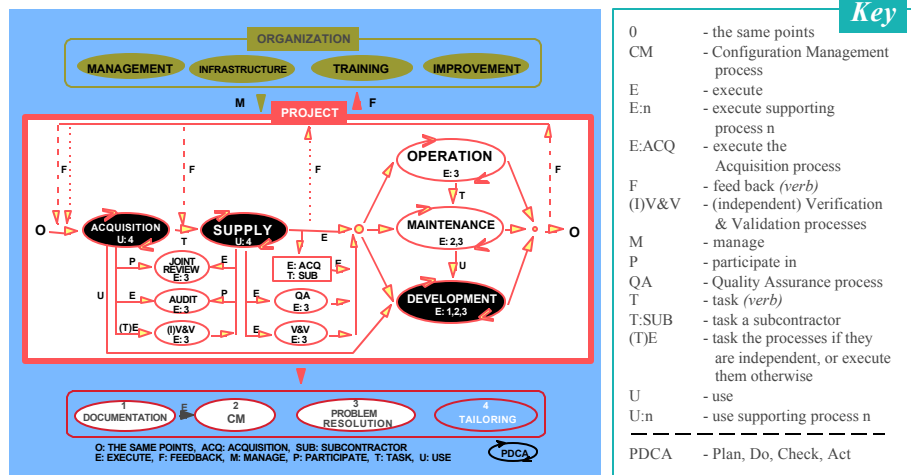 ORGANIZATION
MANAGEMENT
INFRASTRUCTURE
TRAINING
IMPROVEMENT
M
F
PROJECT
F
F
F
F
F
O
ACQUISITION
U: 4
T
SUPPLY
U: 4
E
OPERATION
E: 3
T
MAINTENANCE
E: 2,3
U
DEVELOPMENT
E: 1,2,3
O
P
JOINT
REVIEW
E: 3
E
U
E
AUDIT
E: 3
P
(T)E
(I)V&V
E: 3
E: ACQ
T: SUB
E
E
QA
E: 3
E
V&V
E: 3
1
DOCUMENTATION
E
2
CM
3
PROBLEM
RESOLUTION
4
TAILORING
O: THE SAME POINTS, ACQ: ACQUISITION, SUB: SUBCONTRACTOR
E: EXECUTE, F: FEEDBACK, M: MANAGE, P: PARTICIPATE, T: TASK, U: USE
PDCA
Key
0 - the same points
CM - Configuration Management
process
E - execute
E:n - execute supporting
process n
E:ACQ - execute the
Acquisition process
F - feed back (verb)
(I)V&V - (independent) Verification
& Validation processes
M - manage
P - participate in
QA - Quality Assurance process
T - task (verb)
T:SUB - task a subcontractor
(T)E - task the processes if they
are independent, or execute
them otherwise
U - use
U:n - use supporting process n
PDCA - Plan, Do, Check, Act